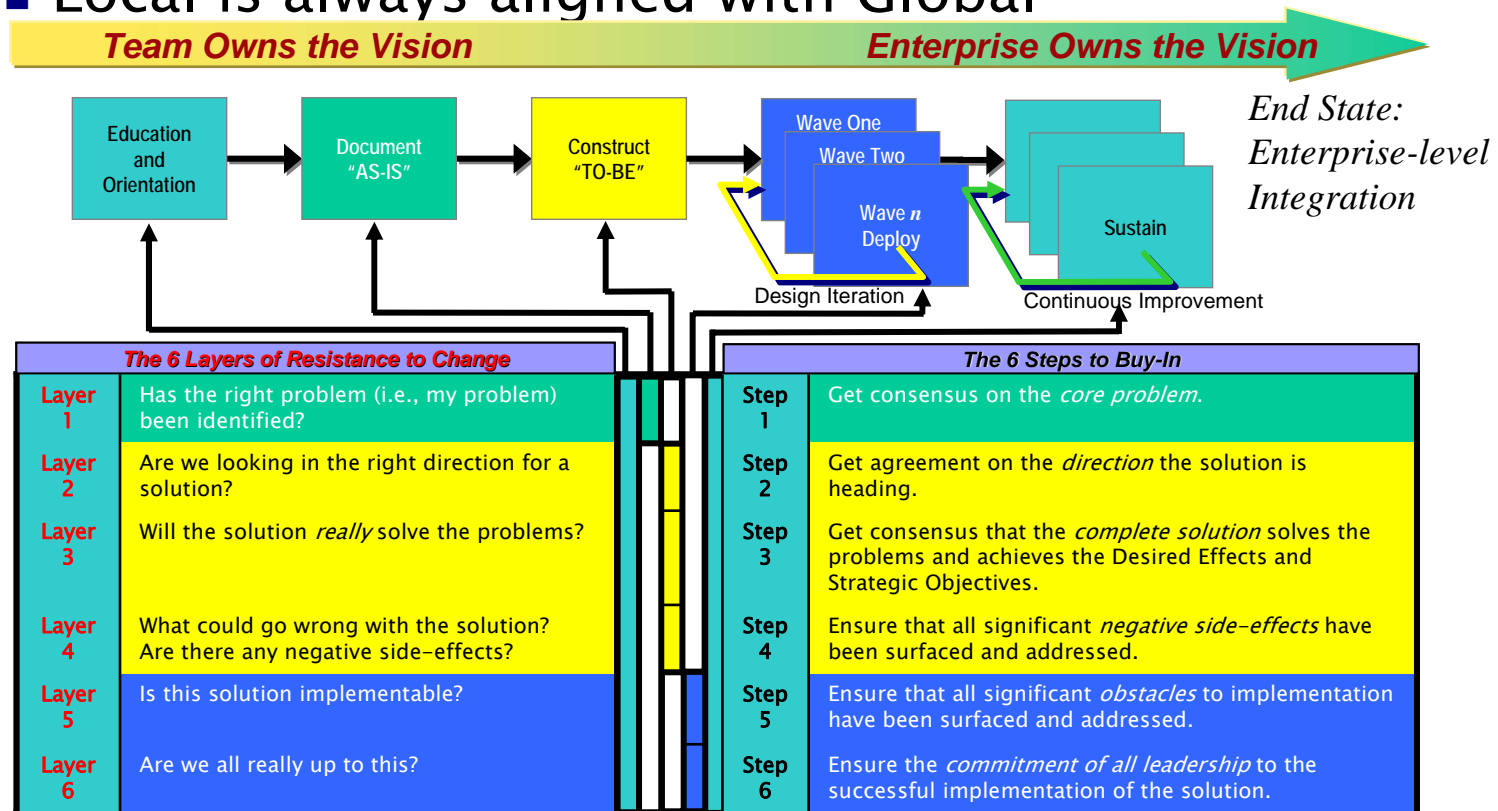 Local is always aligned with Global
Team Owns the Vision
Enterprise Owns the Vision
Education
and
Orientation
Document
"AS-IS"
Construct
"TO-BE"
Wave One
Wave Two
Wave n
Deploy
Sustain
End State:
Enterprise-level
Integration
Design Iteration
Continuous Improvement
The 6 Layers of Resistance to Change
Layer
1
Has the right problem (i.e., my problem)
been identified?
Layer
2
Are we looking in the right direction for a
solution?
Layer
3
Will the solution really solve the problems?
Layer
4
What could go wrong with the solution?
Are there any negative side-effects?
Layer
5
Is this solution implementable?
Layer
6
Are we all really up to this?
The 6 Steps to Buy-In
Step
1
Get consensus on the core problem.
Step
2
Get agreement on the direction the solution is
heading.
Step
3
Get consensus that the complete solution solves the
problems and achieves the Desired Effects and
Strategic Objectives.
Step
4
Ensure that all significant negative side-effects have
been surfaced and addressed.
Step
5
Ensure that all significant obstacles to implementation
have been surfaced and addressed.
Step
6
Ensure the commitment of all leadership to the
successful implementation of the solution.